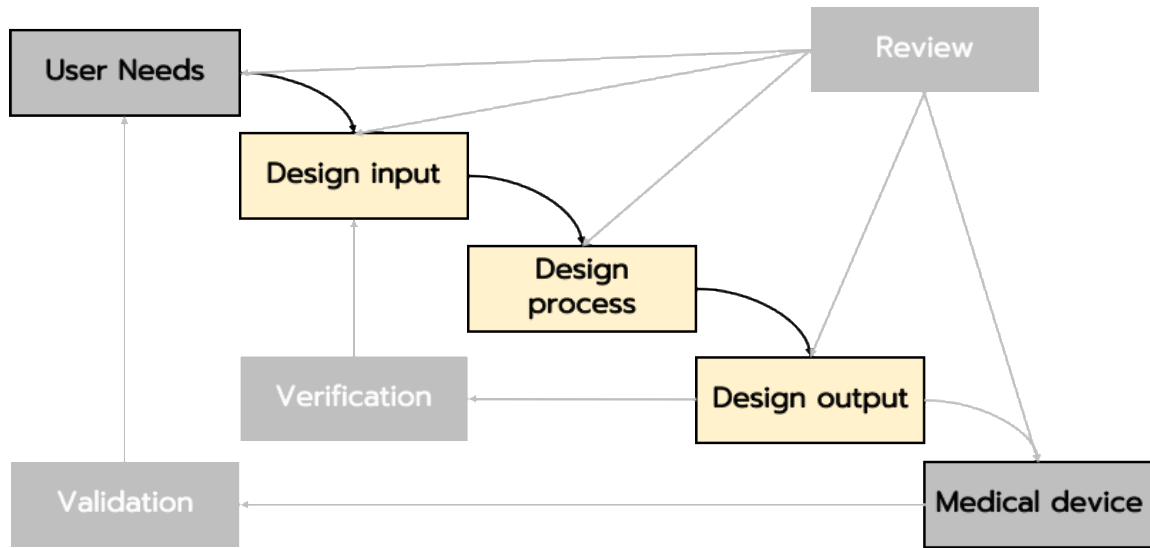 Review
User Needs
Design input
Design
process
Verification
Design output
Validation
Medical device